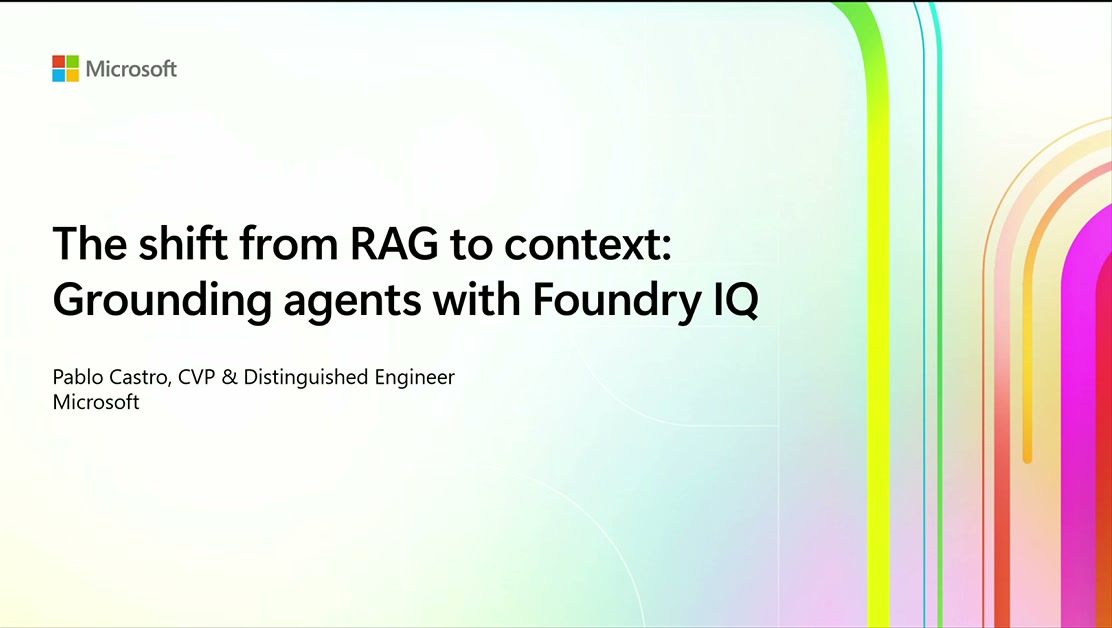 Microsoft
The shift from RAG to context:
Grounding agents with Foundry IQ
Pablo Castro, CVP & Distinguished Engineer
Microsoft